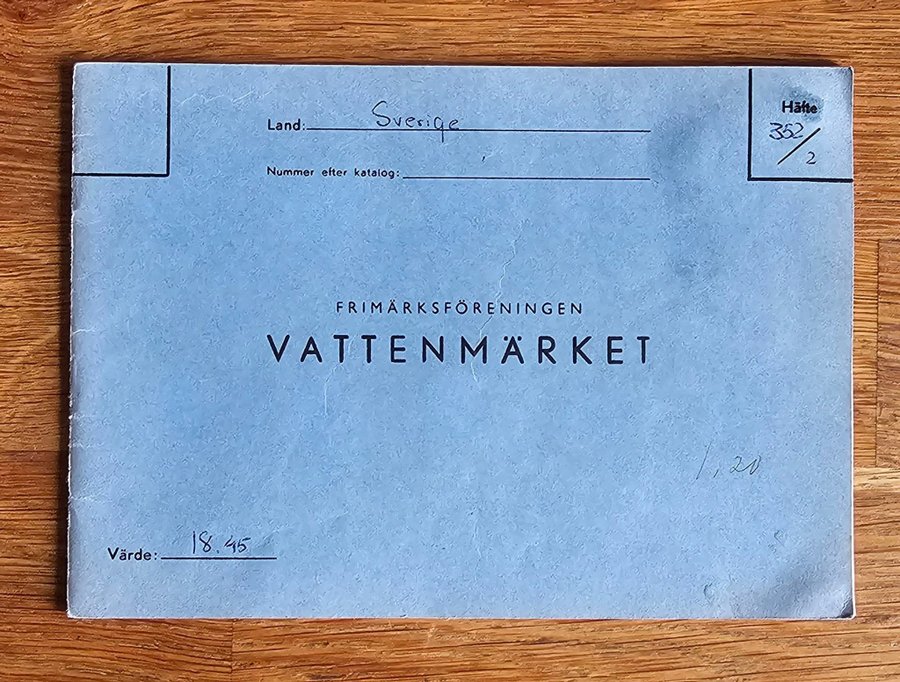 Häfte
352/2
Land: Sverige
Nummer efter katalog:
FRIMÄRKSFÖRENINGEN
VATTENMÄRKET
1,20
Värde: 18.45